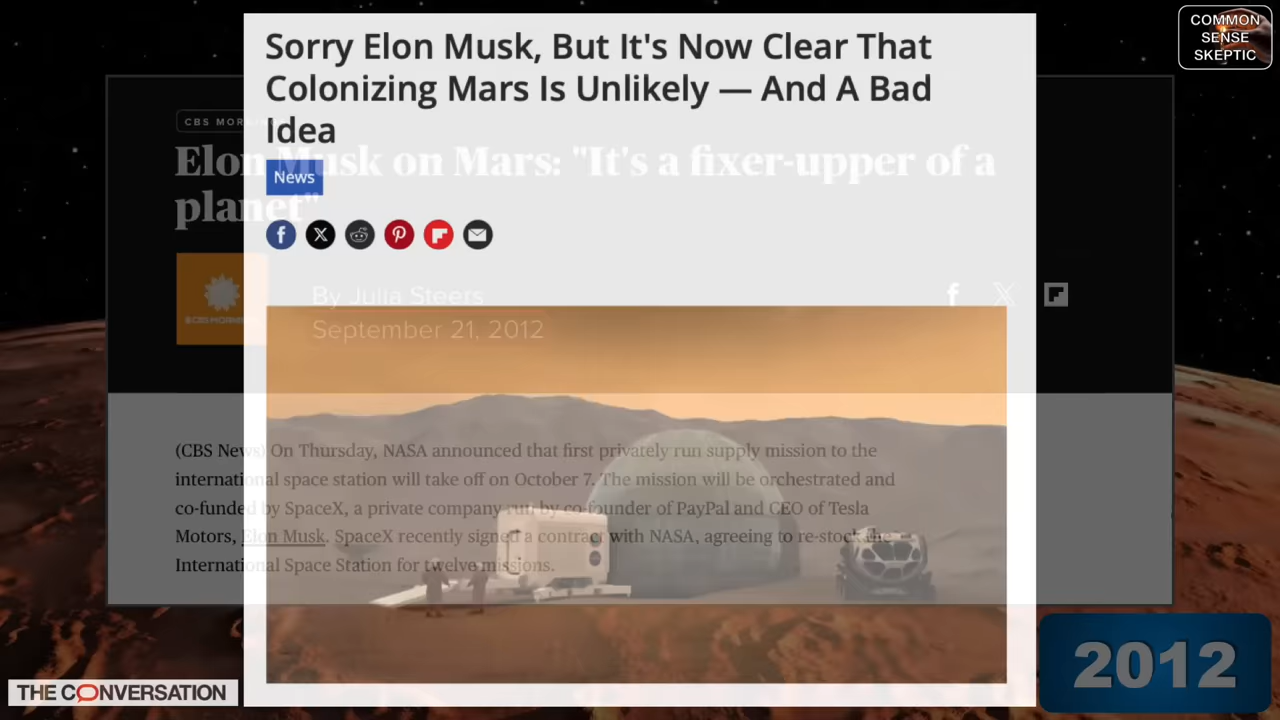 COMMON
SENSE
SKEPTIC
Sorry Elon Musk, But It's Now Clear That
Colonizing Mars Is Unlikely — And A Bad
Idea
News
CBS MOR
Elon Musk on Mars: "It's a fixer-upper of a
planet"
CBS MORNINGS
By Julia Steers
September 21, 2012
(CBS News) On Thursday, NASA announced that first privately run supply mission to the
international space station will take off on October 7. The mission will be orchestrated and
co-founded by SpaceX, a private company run by co-founder of PayPal and CEO of Tesla
Motors, Elon Musk. SpaceX recently signed a contract with NASA, agreeing to re-stock the
International Space Station for twelve missions.
THE CONVERSATION
2012